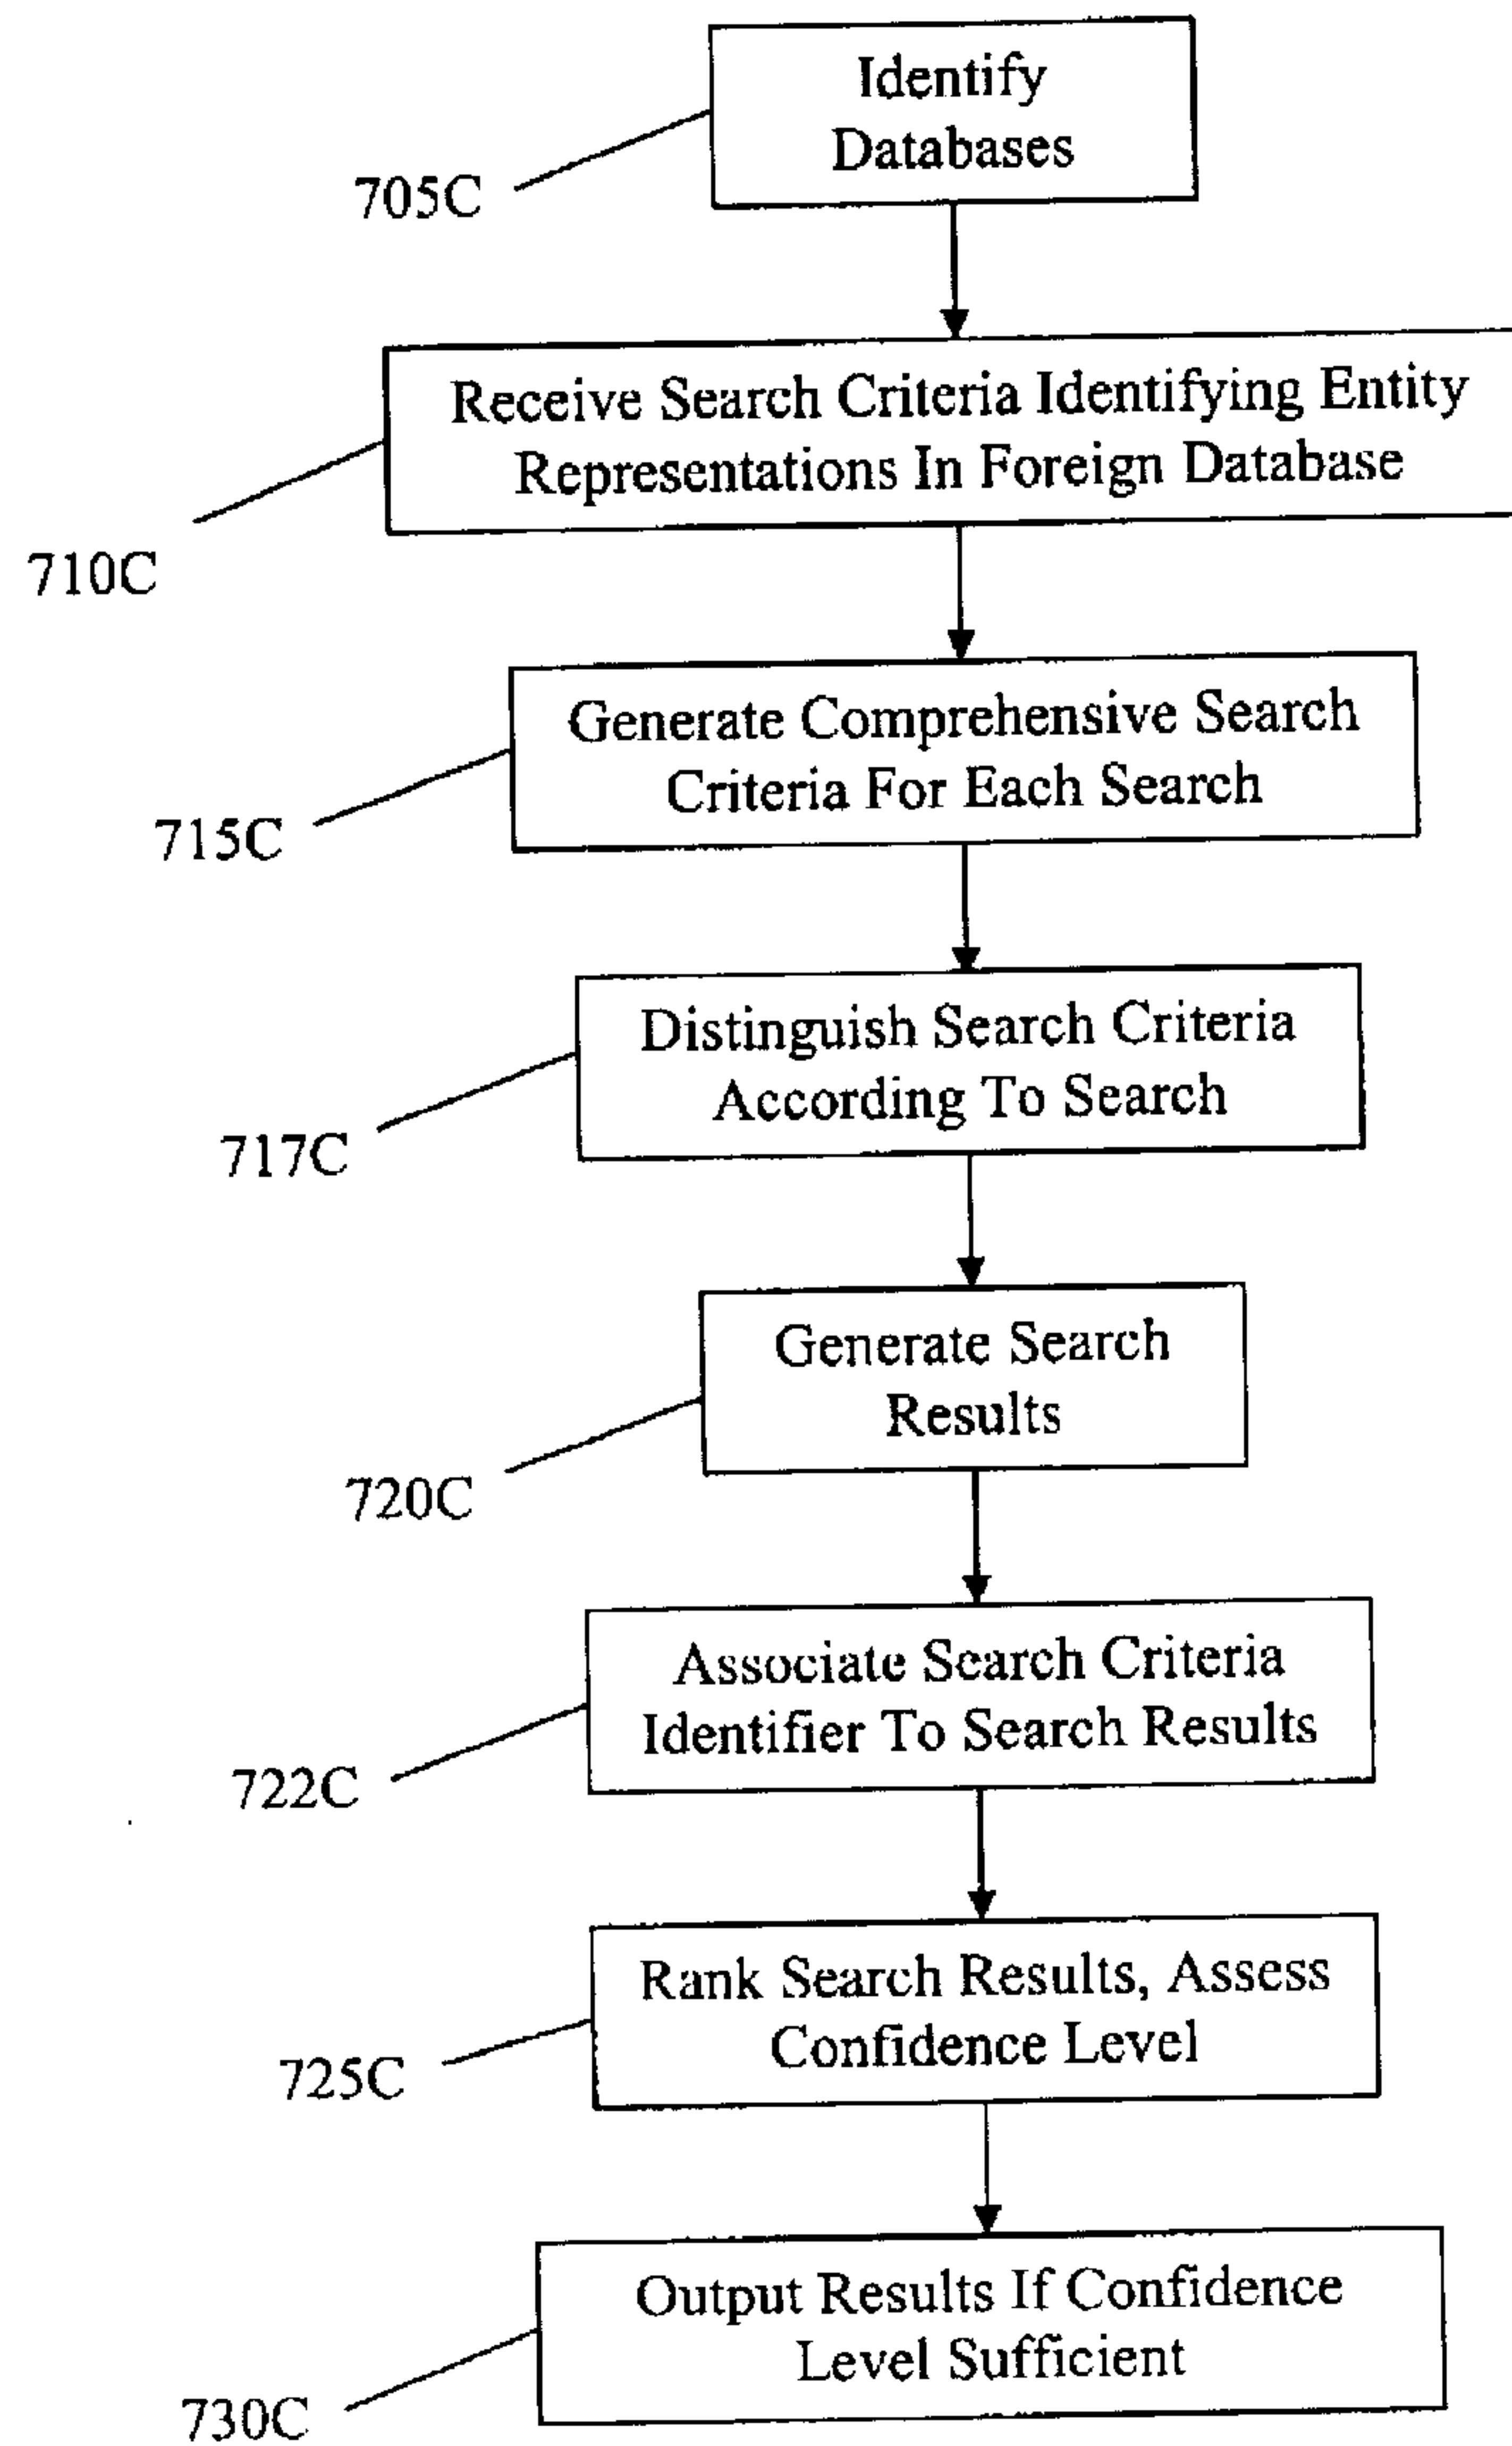 Identify
Databases
705C
Receive Search Criteria Identifying Entity
Representations In Foreign Database
710C
Generate Comprehensive Search
Criteria For Each Search
715C
Distinguish Search Criteria
According To Search
717C
Generate Search
Results
720C
Associate Search Criteria
Identifier To Search Results
722C
Rank Search Results, Assess
Confidence Level
725C
Output Results If Confidence
Level Sufficient
730C